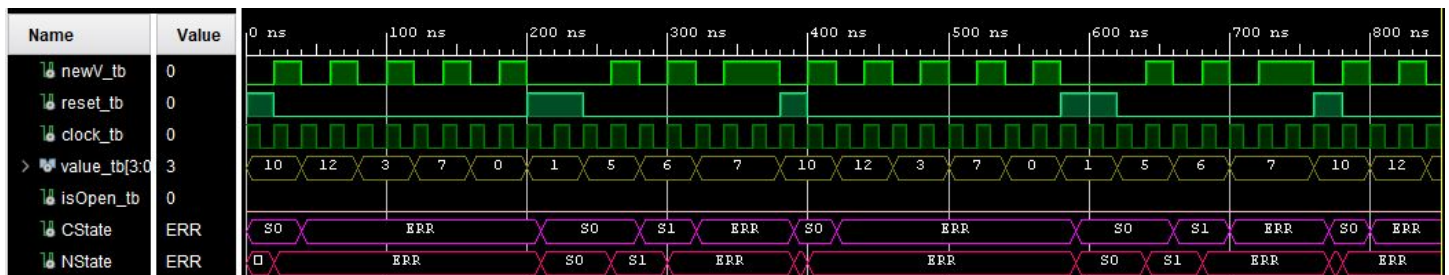 Name Value 0 ns 100 ns 200 ns 300 ns 400 ns 500 ns 600 ns 700 ns 800 ns
newV_tb 0
reset_tb 0
clock_tb 0
value_tb[3:0 3 10 12 3 7 0 1 5 6 7 10 12 3 7 0 1 5 6 7 10 12
isOpen_tb 0
CState ERR S0 ERR S0 S1 ERR S0 ERR S0 S1 ERR S0 ERR
NState ERR ERR S0 S1 ERR ERR S0 S1 ERR ERR